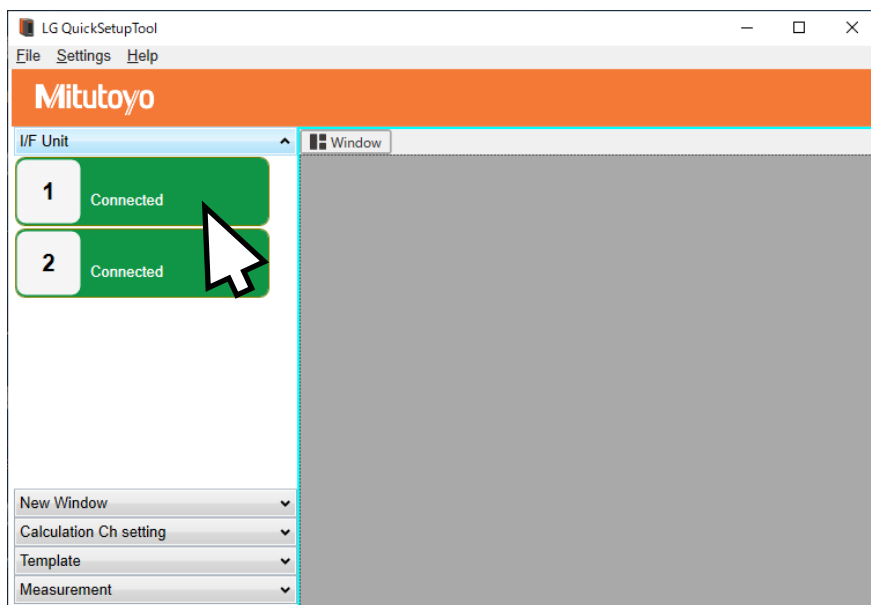 LG QuickSetupTool
File Settings Help
Mitutoyo
I/F Unit
Window
1 Connected
2 Connected
New Window
Calculation Ch setting
Template
Measurement